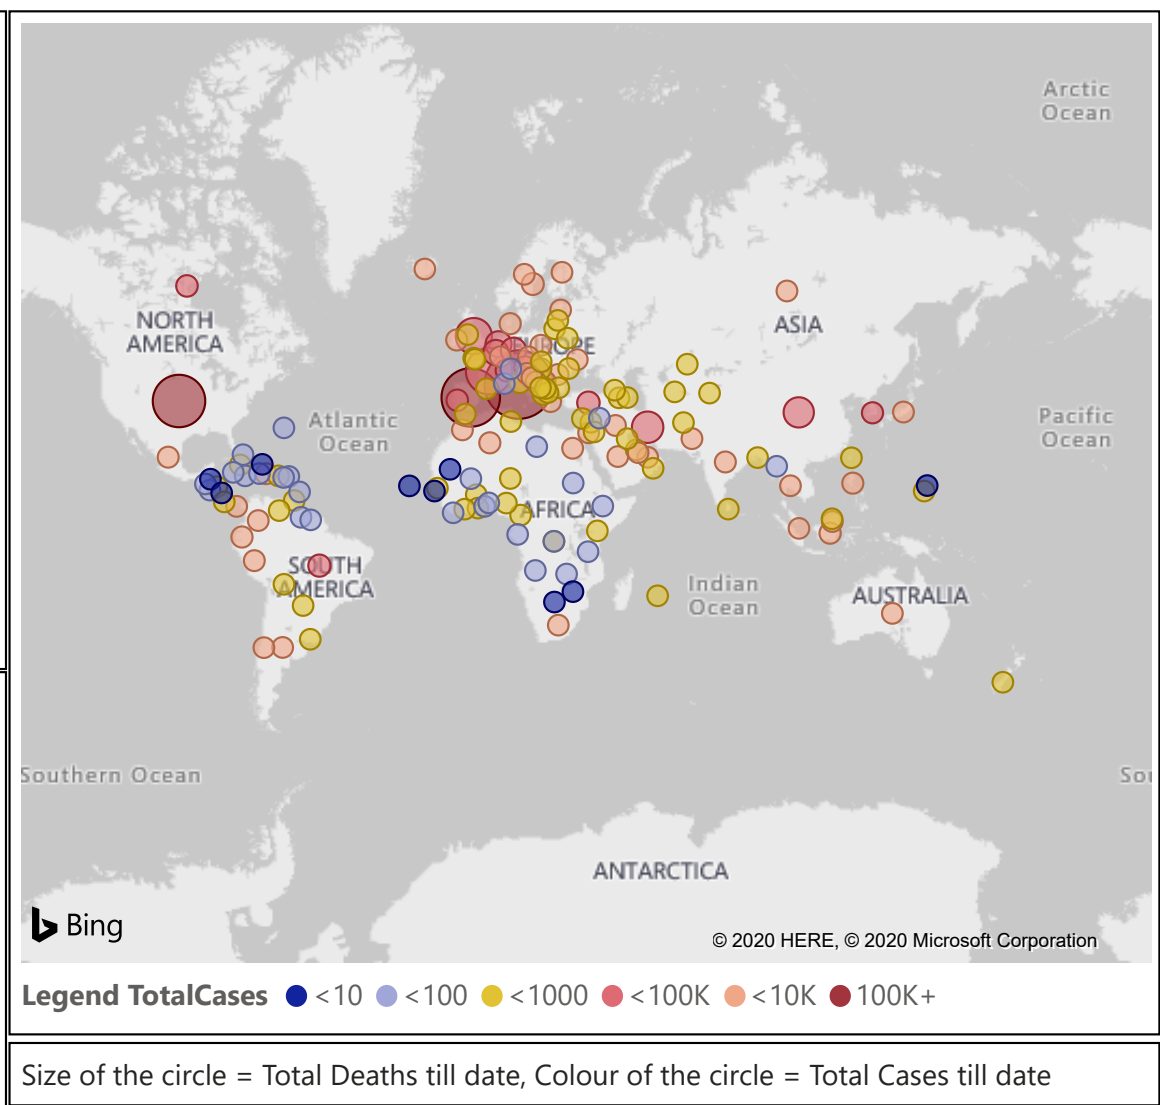 Arctic
Ocean
NORTH
AMERICA
ASIA
EUROPE
Atlantic
Ocean
Pacific
Ocean
AFRICA
SOUTH
AMERICA
Indian
Ocean
AUSTRALIA
Southern Ocean
Sou
ANTARCTICA
Bing
© 2020 HERE, © 2020 Microsoft Corporation
Legend TotalCases <10 <100 <1000 <100K <10K 100K+
Size of the circle = Total Deaths till date, Colour of the circle = Total Cases till date